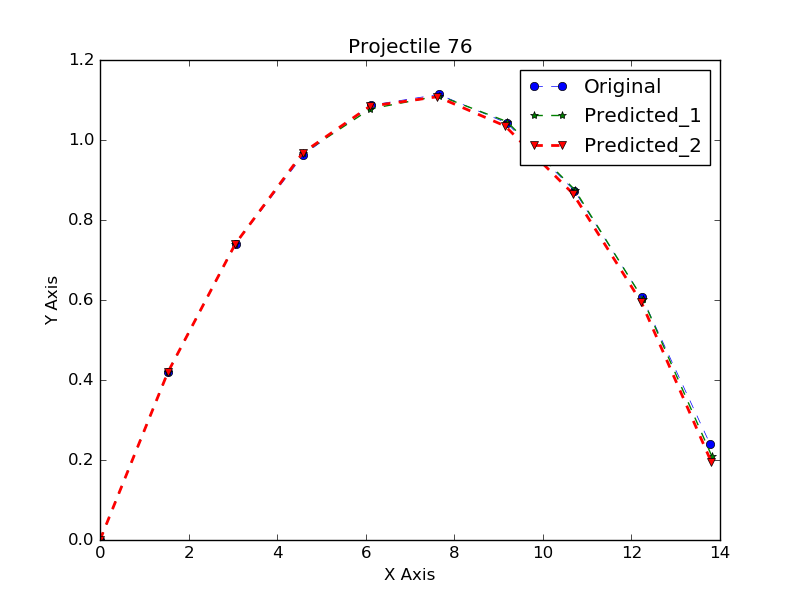 Projectile 76
Original
Predicted_1
Predicted_2
Y Axis
1.2
1.0
0.8
0.6
0.4
0.2
0.0
0 2 4 6 8 10 12 14
X Axis